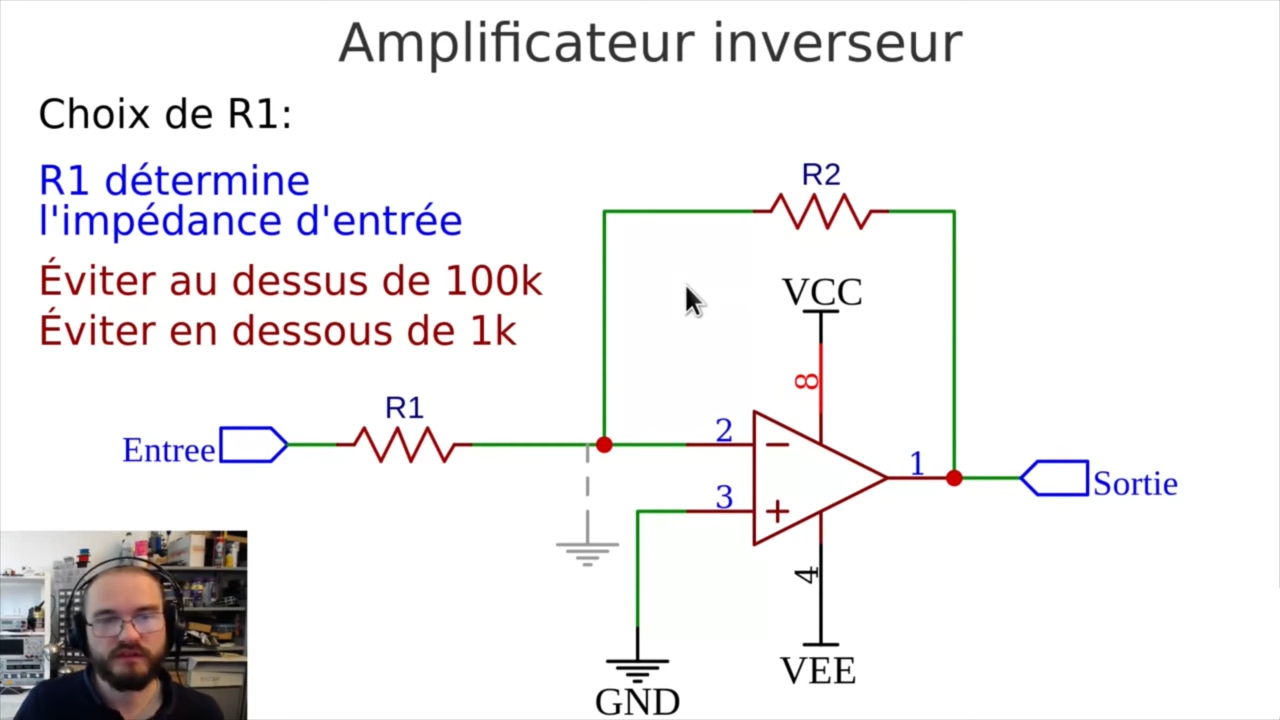 Amplificateur inverseur
Choix de R1:
R1 détermine
l'impédance d'entrée
Éviter au dessus de 100k
Éviter en dessous de 1k
R2
VCC
8
R1
Entree
2
3
1
Sortie
4
GND
VEE